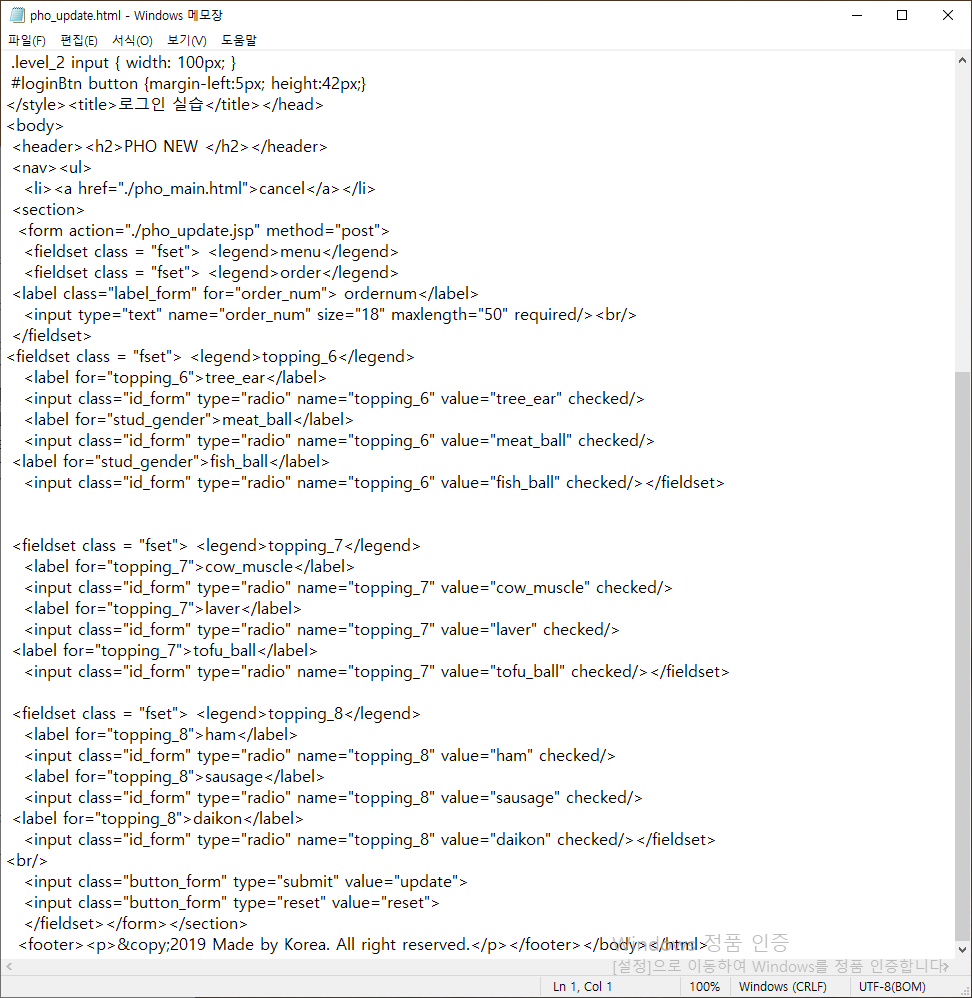 pho_update.html - Windows 메모장
파일(F) 편집(E) 서식(O) 보기(V) 도움말
.level_2 input { width: 100px; }
#loginBtn button {margin-left:5px; height:42px;}
</style><title>로그인 실습</title></head>
<body>
<header><h2>PHO NEW </h2></header>
<nav><ul>
<li><a href="./pho_main.html">cancel</a></li>
<section>
<form action="./pho_update.jsp" method="post">
<fieldset class = "fset"> <legend>menu</legend>
<fieldset class = "fset"> <legend>order</legend>
<label class="label_form" for="order_num"> ordernum</label>
<input type="text" name="order_num" size="18" maxlength="50" required/><br/>
</fieldset>
<fieldset class = "fset"> <legend>topping_6</legend>
<label for="topping_6">tree_ear</label>
<input class="id_form" type="radio" name="topping_6" value="tree_ear" checked/>
<label for="stud_gender">meat_ball</label>
<input class="id_form" type="radio" name="topping_6" value="meat_ball" checked/>
<label for="stud_gender">fish_ball</label>
<input class="id_form" type="radio" name="topping_6" value="fish_ball" checked/></fieldset>
<fieldset class = "fset"> <legend>topping_7</legend>
<label for="topping_7">cow_muscle</label>
<input class="id_form" type="radio" name="topping_7" value="cow_muscle" checked/>
<label for="topping_7">laver</label>
<input class="id_form" type="radio" name="topping_7" value="laver" checked/>
<label for="topping_7">tofu_ball</label>
<input class="id_form" type="radio" name="topping_7" value="tofu_ball" checked/></fieldset>
<fieldset class = "fset"> <legend>topping_8</legend>
<label for="topping_8">ham</label>
<input class="id_form" type="radio" name="topping_8" value="ham" checked/>
<label for="topping_8">sausage</label>
<input class="id_form" type="radio" name="topping_8" value="sausage" checked/>
<label for="topping_8">daikon</label>
<input class="id_form" type="radio" name="topping_8" value="daikon" checked/></fieldset>
<br/>
<input class="button_form" type="submit" value="update">
<input class="button_form" type="reset" value="reset">
</fieldset></form></section>
<footer><p>&copy;2019 Made by Korea. All right reserved.</p></footer></body></html>
Windows 정품 인증
[설정]으로 이동하여 Windows를 정품 인증합니다.
Ln 1, Col 1 100% Windows (CRLF) UTF-8(BOM)